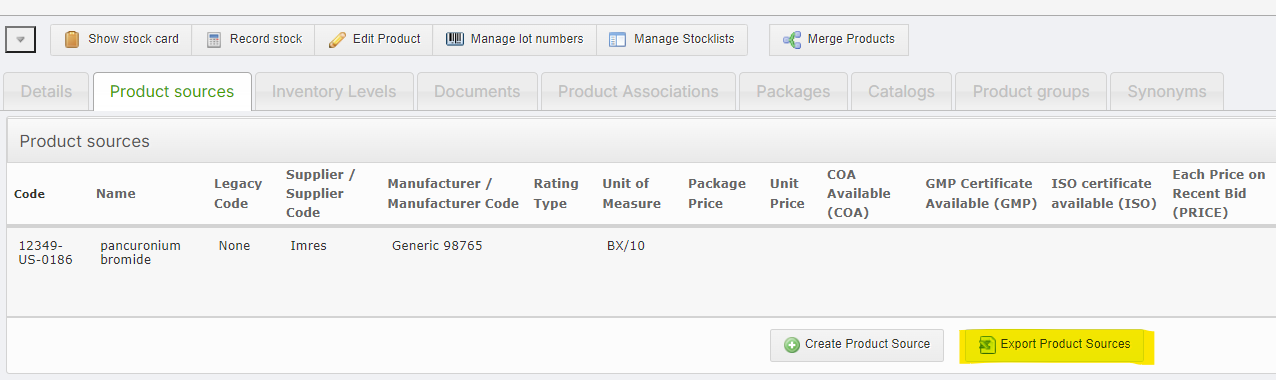 Show stock card Record stock Edit Product Manage lot numbers Manage Stocklists Merge Products
Details Product sources Inventory Levels Documents Product Associations Packages Catalogs Product groups Synonyms
Product sources
Code
Name
Legacy
Code
Supplier /
Supplier
Code
Manufacturer /
Manufacturer Code
Rating
Type
Unit of
Measure
Package
Price
Unit
Price
COA
Available
(COA)
GMP Certificate
Available (GMP)
ISO certificate
available (ISO)
Each Price on
Recent Bid
(PRICE)
12349-
US-0186
pancuronium
bromide
None
Imres
Generic 98765
BX/10
Create Product Source Export Product Sources